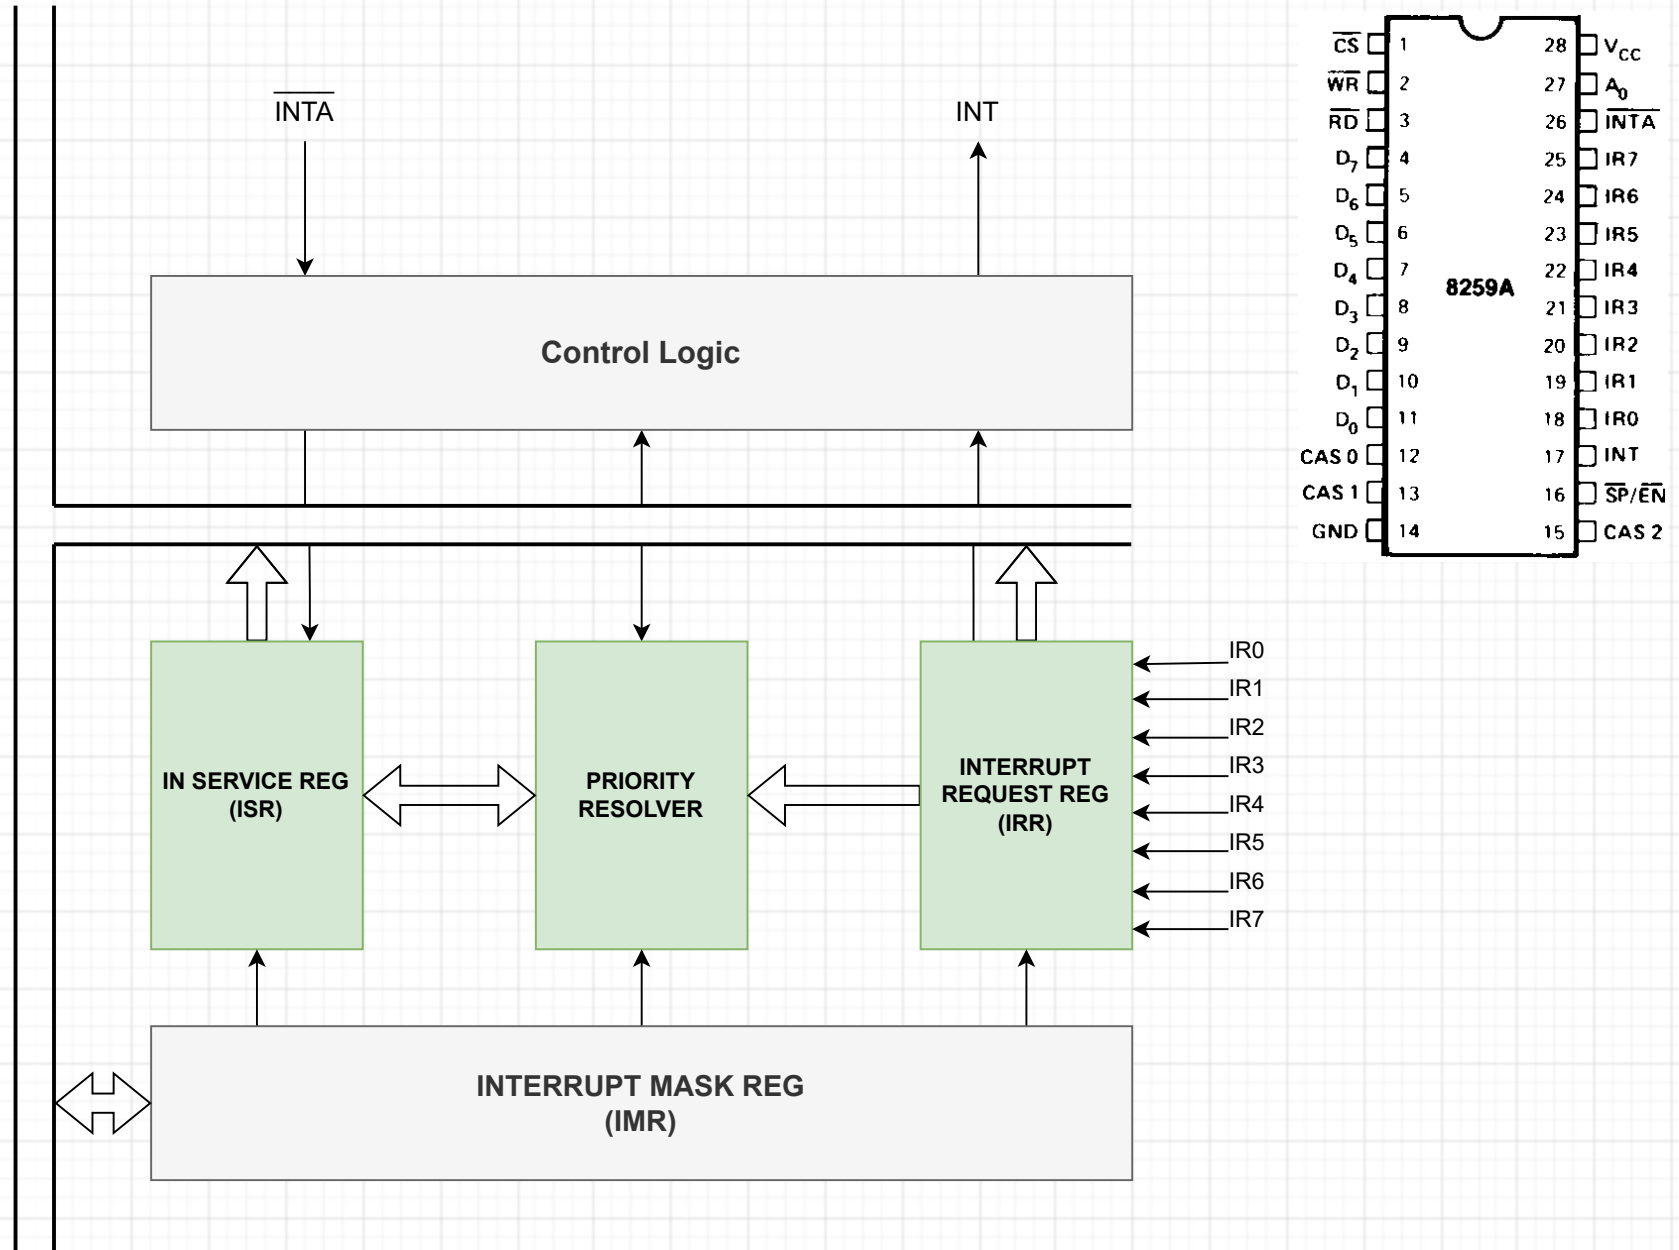 INTA
INT
Control Logic
IN SERVICE REG
(ISR)
PRIORITY
RESOLVER
INTERRUPT
REQUEST REG
(IRR)
IR0
IR1
IR2
IR3
IR4
IR5
IR6
IR7
INTERRUPT MASK REG
(IMR)
CS 1 28 VCC
WR 2 27 A0
RD 3 26 INTA
D7 4 25 IR7
D6 5 24 IR6
D5 6 23 IR5
D4 7 22 IR4
8259A
D3 8 21 IR3
D2 9 20 IR2
D1 10 19 IR1
D0 11 18 IR0
CAS 0 12 17 INT
CAS 1 13 16 SP/EN
GND 14 15 CAS 2